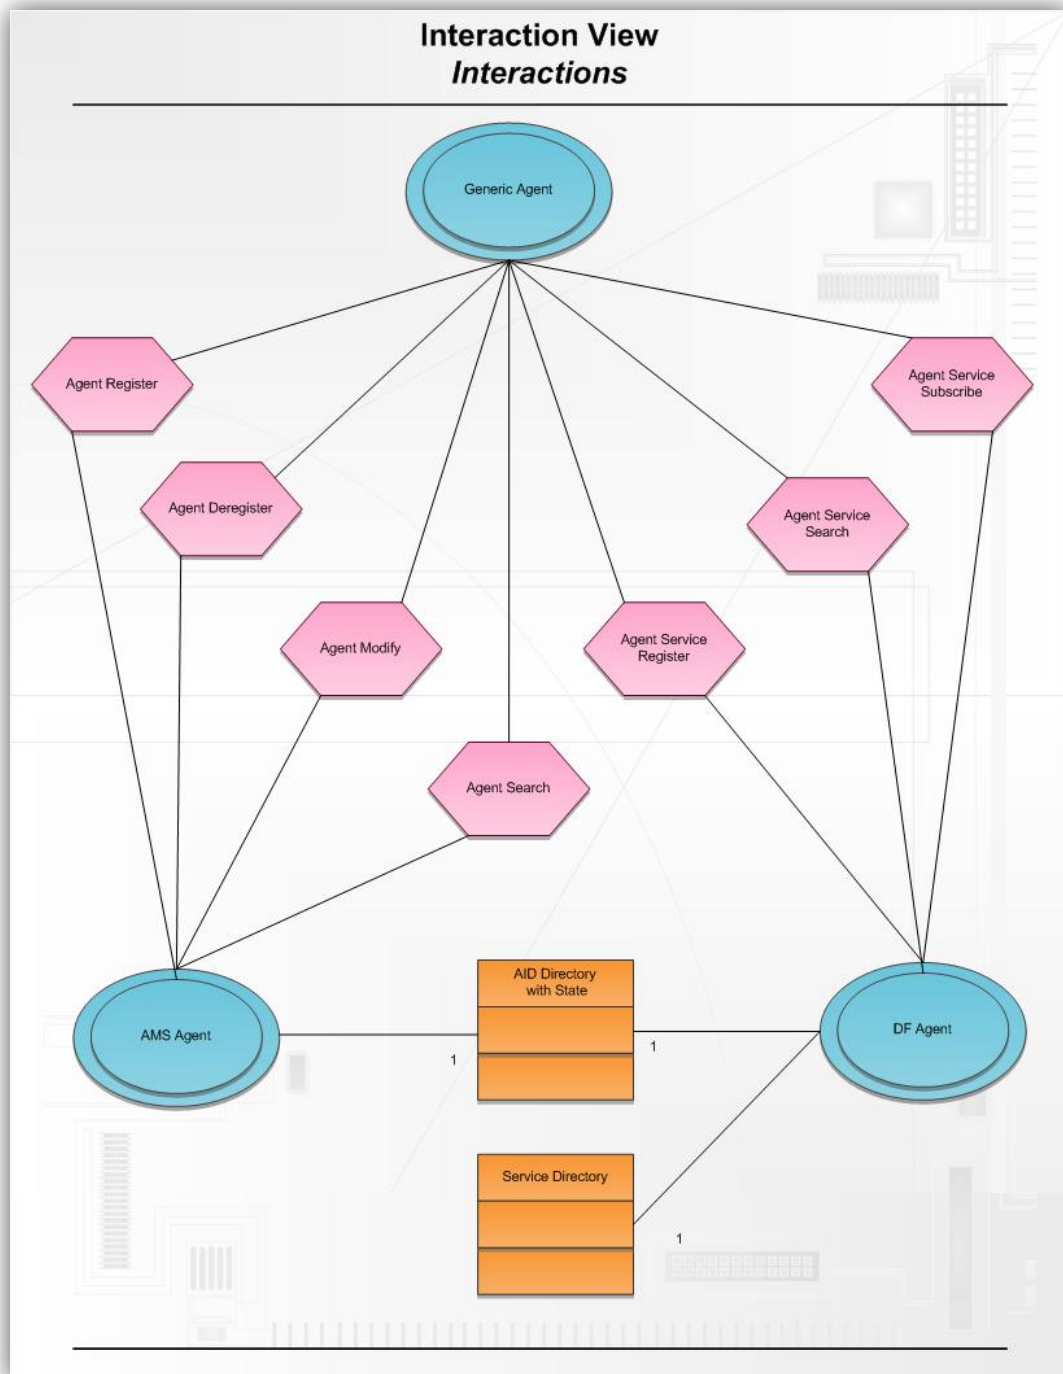 Interaction View
Interactions
Generic Agent
Agent Register
Agent Service
Subscribe
Agent Deregister
Agent Service
Search
Agent Modify
Agent Service
Register
Agent Search
AID Directory
with State
AMS Agent
DF Agent
1
1
Service Directory
1